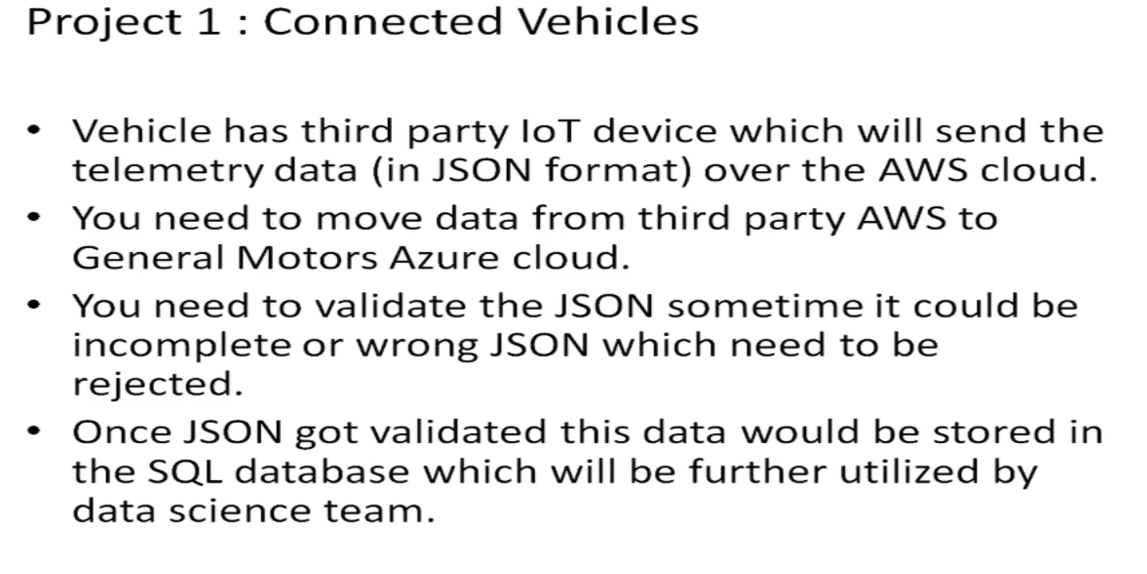 Project 1 : Connected Vehicles
• Vehicle has third party IoT device which will send the
telemetry data (in JSON format) over the AWS cloud.
• You need to move data from third party AWS to
General Motors Azure cloud.
• You need to validate the JSON sometime it could be
incomplete or wrong JSON which need to be
rejected.
• Once JSON got validated this data would be stored in
the SQL database which will be further utilized by
data science team.